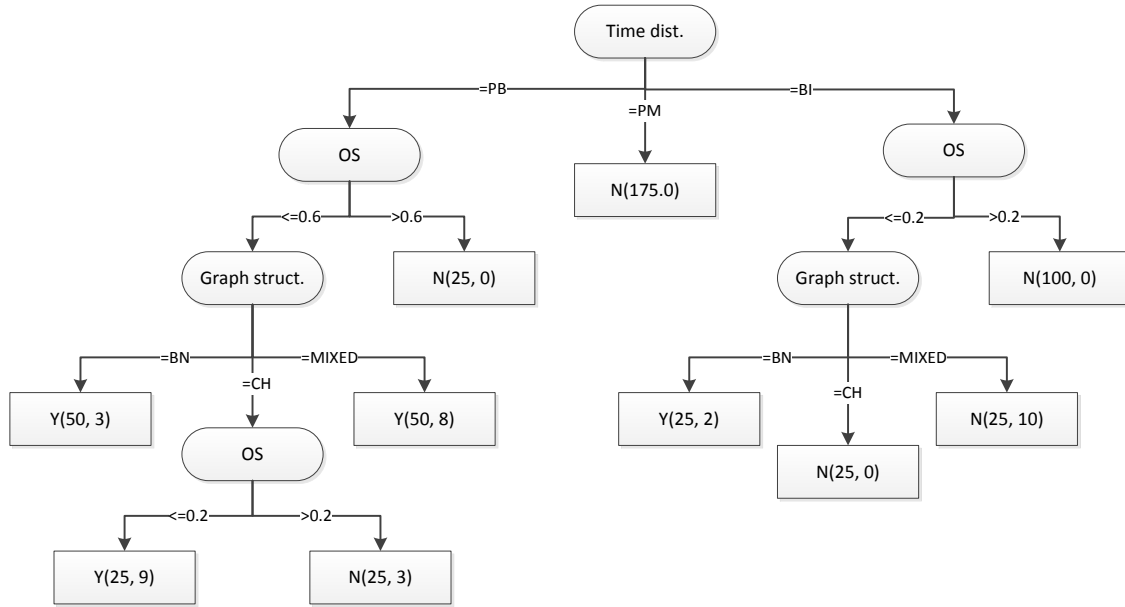 Time dist.
=PB
=PM
=BI
OS
N(175.0)
OS
<=0.6
>0.6
<=0.2
>0.2
Graph struct.
N(25, 0)
Graph struct.
N(100, 0)
=BN
=MIXED
=CH
=BN
=MIXED
=CH
Y(50, 3)
Y(50, 8)
Y(25, 2)
N(25, 10)
OS
N(25, 0)
<=0.2
>0.2
Y(25, 9)
N(25, 3)